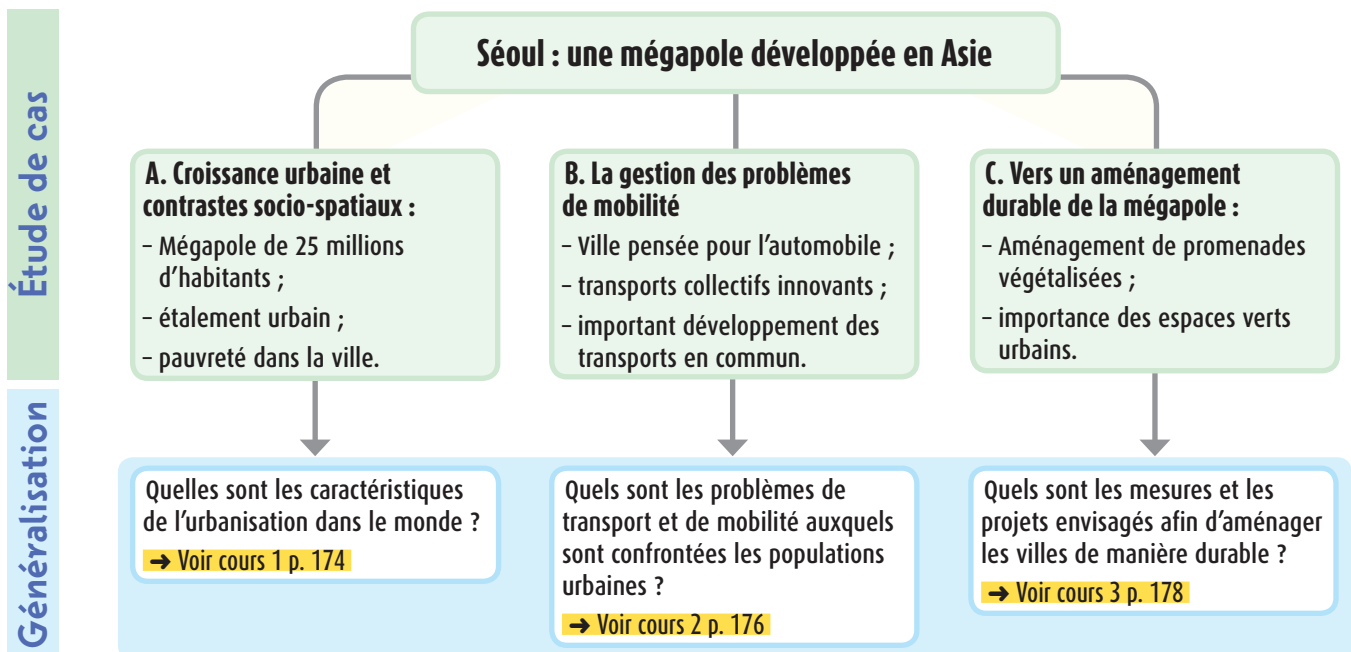 Étude de cas
Séoul : une mégapole développée en Asie
A. Croissance urbaine et
contrastes socio-spatiaux :
– Mégapole de 25 millions
d’habitants ;
– étalement urbain ;
– pauvreté dans la ville.
B. La gestion des problèmes
de mobilité
– Ville pensée pour l’automobile ;
– transports collectifs innovants ;
– important développement des
transports en commun.
C. Vers un aménagement
durable de la mégapole :
– Aménagement de promenades
végétalisées ;
– importance des espaces verts
urbains.
Généralisation
Quelles sont les caractéristiques
de l’urbanisation dans le monde ?
➜ Voir cours 1 p. 174
Quels sont les problèmes de
transport et de mobilité auxquels
sont confrontées les populations
urbaines ?
➜ Voir cours 2 p. 176
Quels sont les mesures et les
projets envisagés afin d’aménager
les villes de manière durable ?
➜ Voir cours 3 p. 178